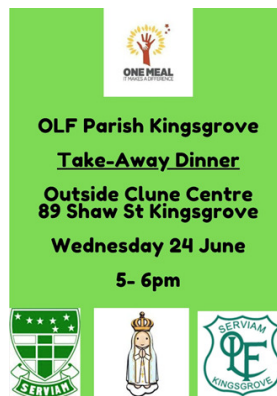 ONE MEAL
IT MAKES A DIFFERENCE
OLF Parish Kingsgrove
Take-Away Dinner
Outside Clune Centre
89 Shaw St Kingsgrove
Wednesday 24 June
5- 6pm
SERVIAM
SERVIAM
OLF
KINGSGROVE